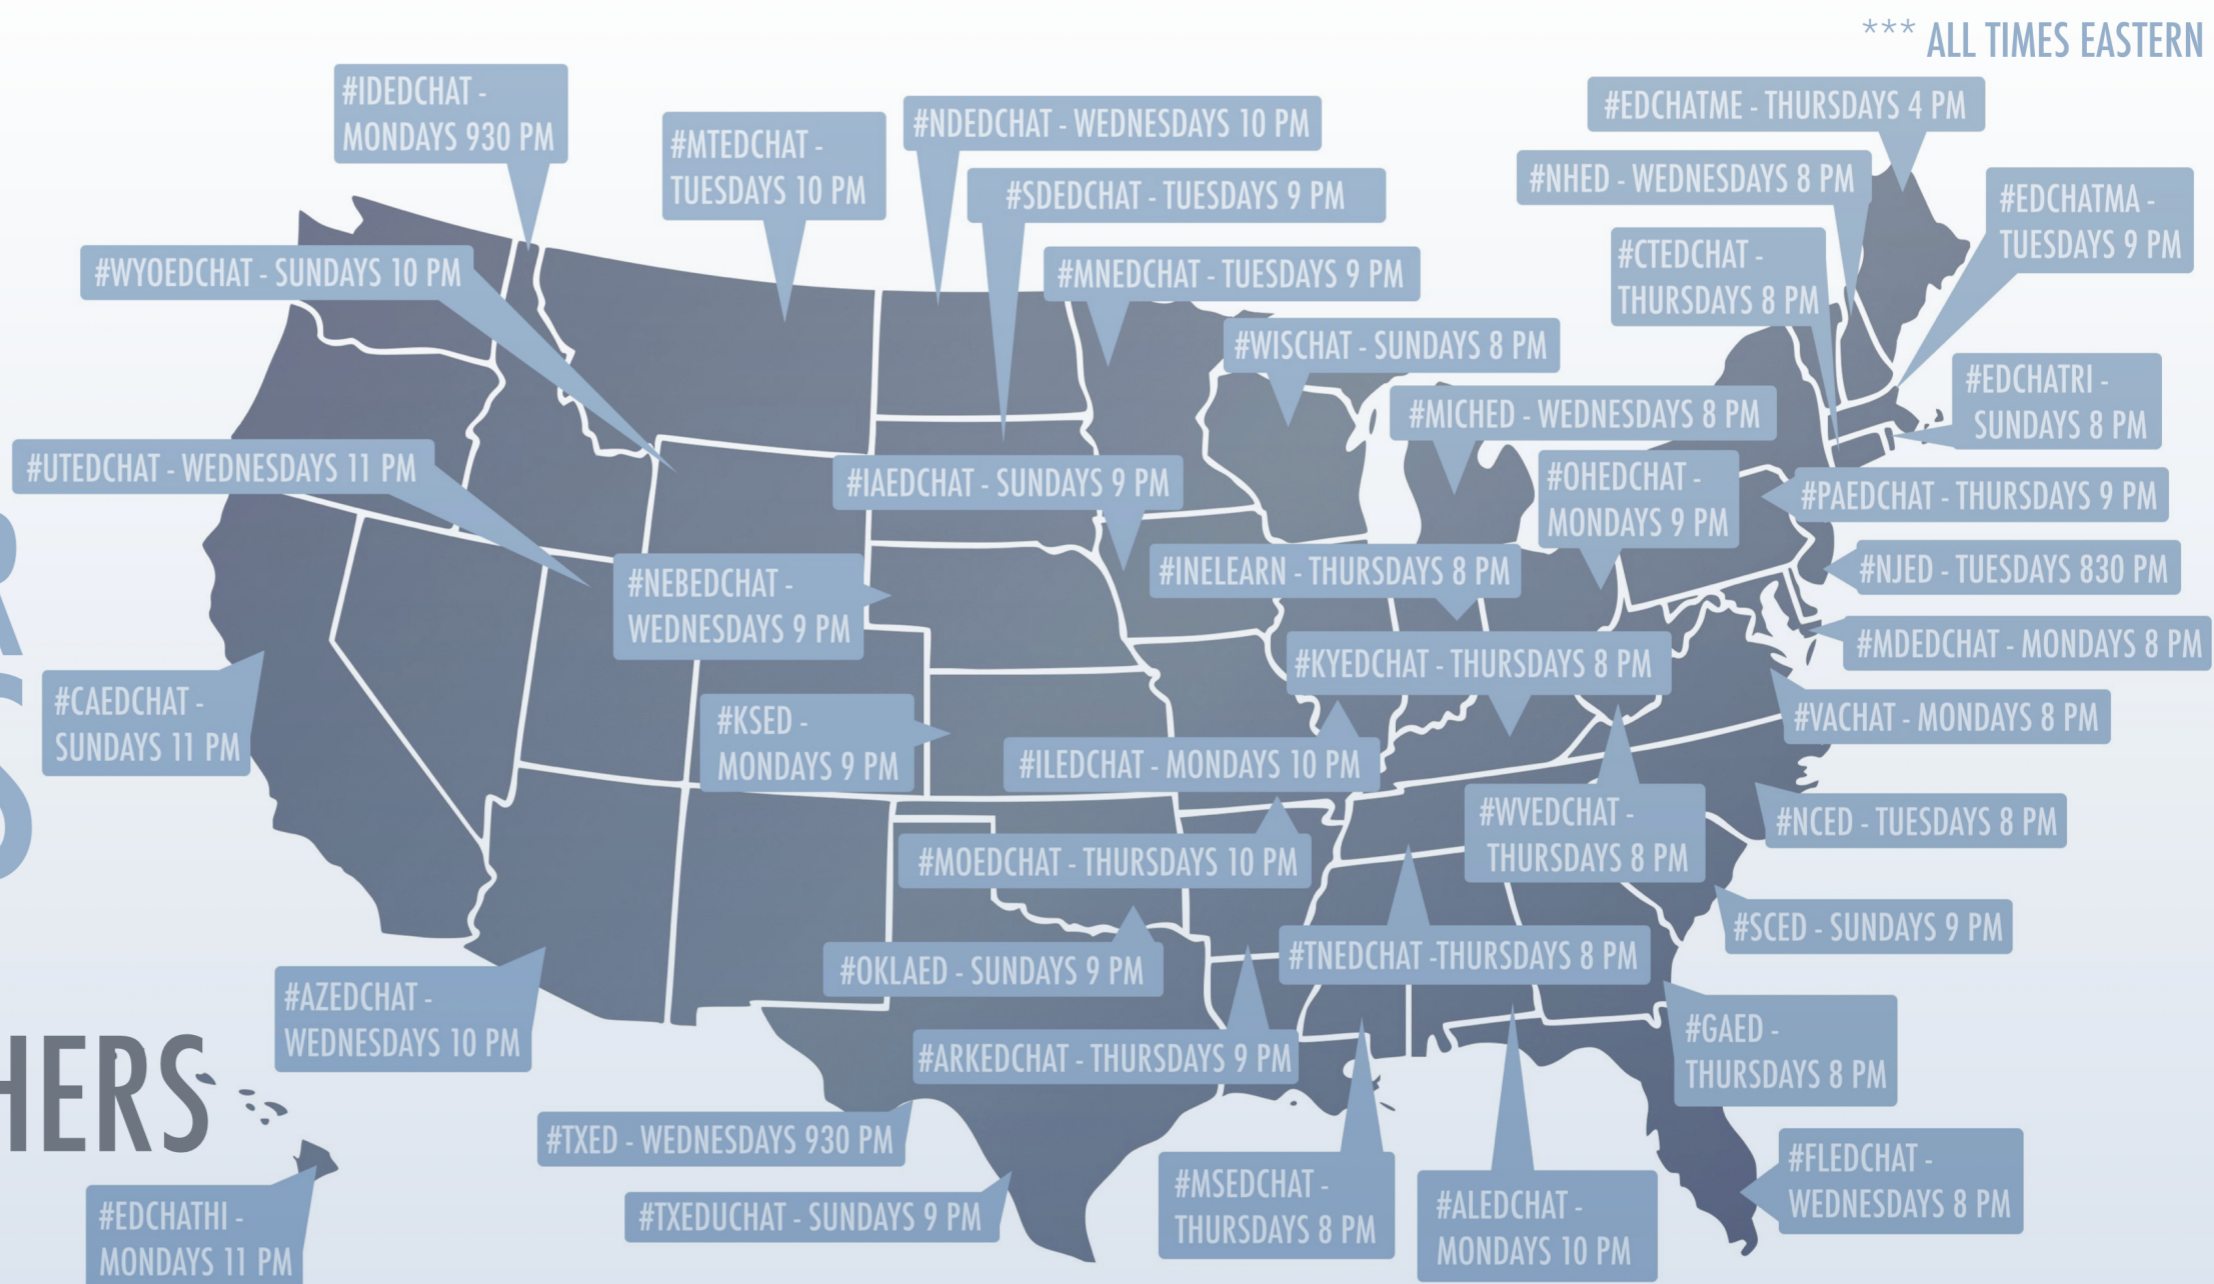 *** ALL TIMES EASTERN
#IDEDCHAT -
MONDAYS 930 PM
#MTEDCHAT -
TUESDAYS 10 PM
#NDEDCHAT - WEDNESDAYS 10 PM
#EDCHATME - THURSDAYS 4 PM
#SDEDCHAT - TUESDAYS 9 PM
#NHED - WEDNESDAYS 8 PM
#EDCHATMA -
TUESDAYS 9 PM
#WYOEDCHAT - SUNDAYS 10 PM
#MNEDCHAT - TUESDAYS 9 PM
#CTEDCHAT -
THURSDAYS 8 PM
#WISCHAT - SUNDAYS 8 PM
#EDCHATRI -
SUNDAYS 8 PM
#MICHED - WEDNESDAYS 8 PM
#UTEDCHAT - WEDNESDAYS 11 PM
#IAEDCHAT - SUNDAYS 9 PM
#OHEDCHAT -
MONDAYS 9 PM
#PAEDCHAT - THURSDAYS 9 PM
#NEBEDCHAT -
WEDNESDAYS 9 PM
#INELEARN - THURSDAYS 8 PM
#NJED - TUESDAYS 830 PM
#MDEDCHAT - MONDAYS 8 PM
#KYEDCHAT - THURSDAYS 8 PM
#CAEDCHAT -
SUNDAYS 11 PM
#KSED -
MONDAYS 9 PM
#VACHAT - MONDAYS 8 PM
#ILEDCHAT - MONDAYS 10 PM
#WVEDCHAT -
THURSDAYS 8 PM
#NCED - TUESDAYS 8 PM
#MOEDCHAT - THURSDAYS 10 PM
#SCED - SUNDAYS 9 PM
#OKLAED - SUNDAYS 9 PM
#TNEDCHAT -THURSDAYS 8 PM
#AZEDCHAT -
WEDNESDAYS 10 PM
#ARKEDCHAT - THURSDAYS 9 PM
#GAED -
THURSDAYS 8 PM
HERS
#TXED - WEDNESDAYS 930 PM
#MSEDCHAT -
THURSDAYS 8 PM
#ALEDCHAT -
MONDAYS 10 PM
#FLEDCHAT -
WEDNESDAYS 8 PM
#TXEDUCHAT - SUNDAYS 9 PM
#EDCHATHI -
MONDAYS 11 PM